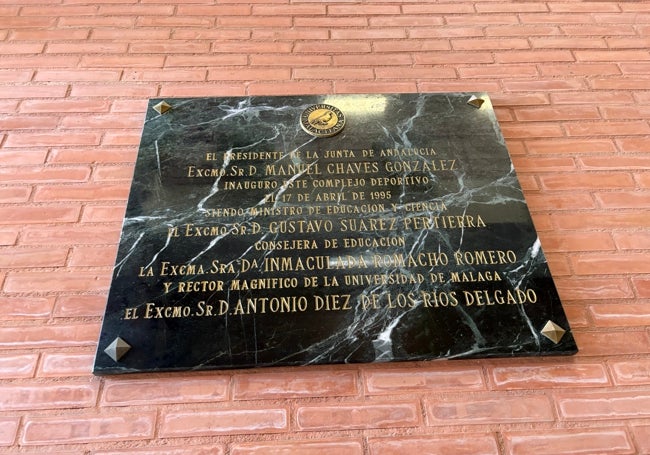 EL PRESIDENTE DE LA JUNTA DE ANDALUCIA
EXCMO. SR. D. MANUEL CHAVES GONZALEZ
INAUGURO ESTE COMPLEJO DEPORTIVO
EL 17 DE ABRIL DE 1995
SIENDO MINISTRO DE EDUCACION Y CIENCIA
EL EXCMO. SR. D. GUSTAVO SUAREZ PERTIERRA
CONSEJERA DE EDUCACION
LA EXCMA. SRA. Dª INMACULADA ROMACHO ROMERO
Y RECTOR MAGNIFICO DE LA UNIVERSIDAD DE MALAGA
EL EXCMO. SR. D. ANTONIO DIEZ DE LOS RIOS DELGADO